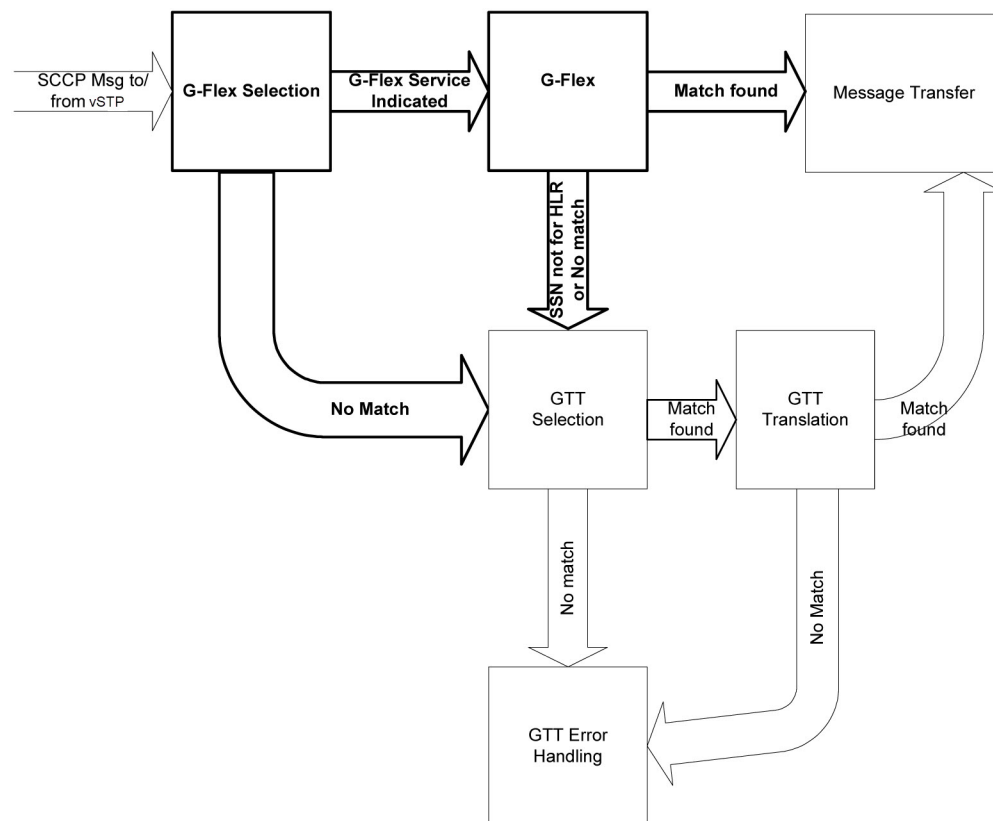 SCCP Msg to/
from vSTP
G-Flex Selection
G-Flex Service
Indicated
G-Flex
Match found
Message Transfer
SSN not for HLR
or No match
No Match
GTT
Selection
Match
found
GTT
Translation
Match
found
No match
No Match
GTT Error
Handling